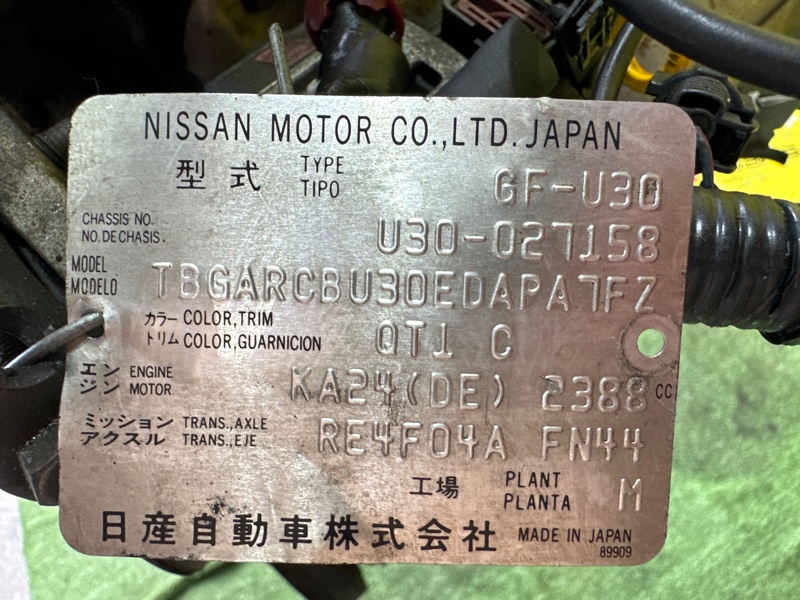 NISSAN MOTOR CO.,LTD. JAPAN
型式 TYPE TIPO GF-U30
CHASSIS NO. NO. DE CHASIS. U30-027158
MODEL MODELO TBGARCBU30EDAPA7FZ
カラー COLOR,TRIM
トリム COLOR,GUARNICION QT1 C
エンジン ENGINE MOTOR KA24(DE) 2388 CC
ミッション TRANS.,AXLE
アクスル TRANS.,EJE RE4F04A FN44
工場 PLANT PLANTA M
日産自動車株式会社 MADE IN JAPAN
89909